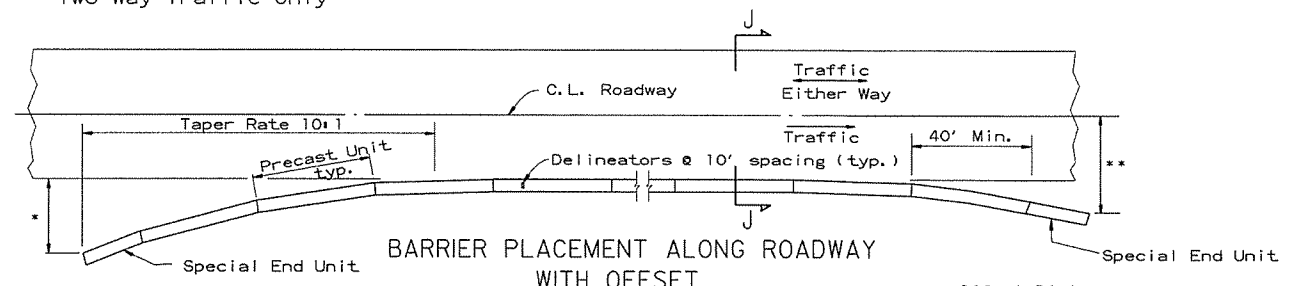 Two Way Traffic Only
J
Traffic
Either Way
C.L. Roadway
Taper Rate 10:1
Traffic
40' Min.
Precast Unit
typ.
Delineators @ 10' spacing (typ.)
*
**
J
BARRIER PLACEMENT ALONG ROADWAY
WITH OFFSET
Special End Unit
Special End Unit